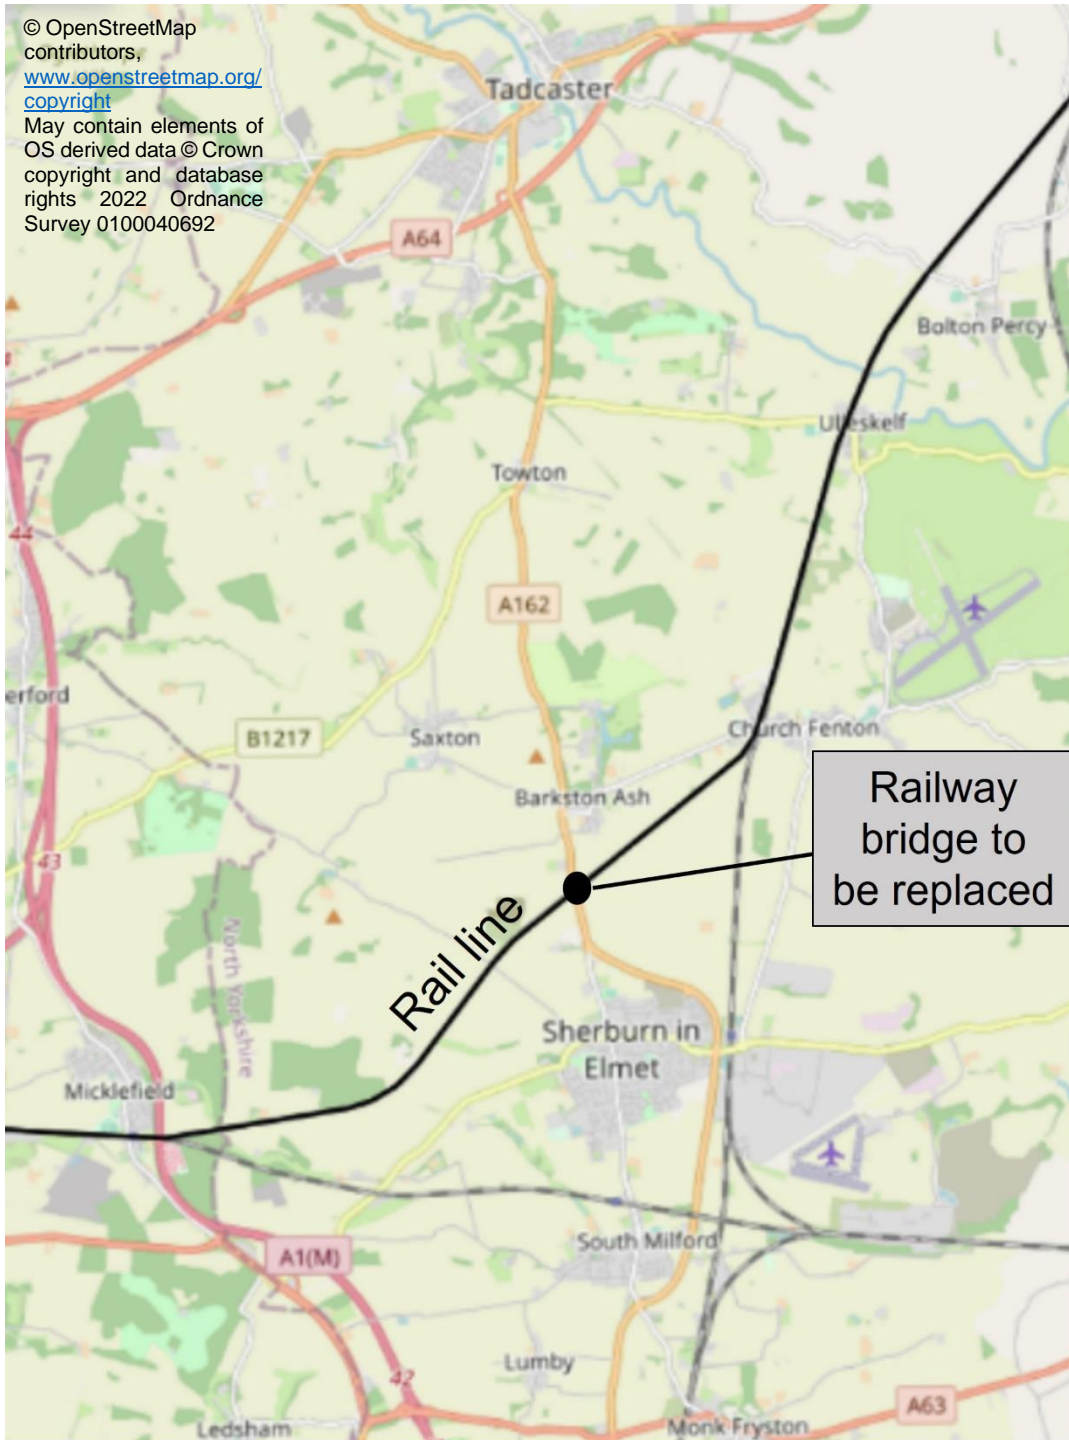 © OpenStreetMap
contributors,
www.openstreetmap.org/
copyright
May contain elements of
OS derived data © Crown
copyright and database
rights 2022 Ordnance
Survey 0100040692
Tadcaster
A64
Bolton Percy
Ulleskelf
Towton
44
A162
erford
B1217
Saxton
Church Fenton
Railway
bridge to
be replaced
Barkston Ash
43
Rail line
North Yorkshire
Sherburn in
Elmet
Micklefield
South Milford
A1(M)
Lumby
42
A63
Ledsham
Monk Fryston